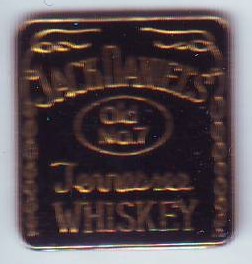 JACK DANIEL'S
Old
No.7
Tennessee
WHISKEY